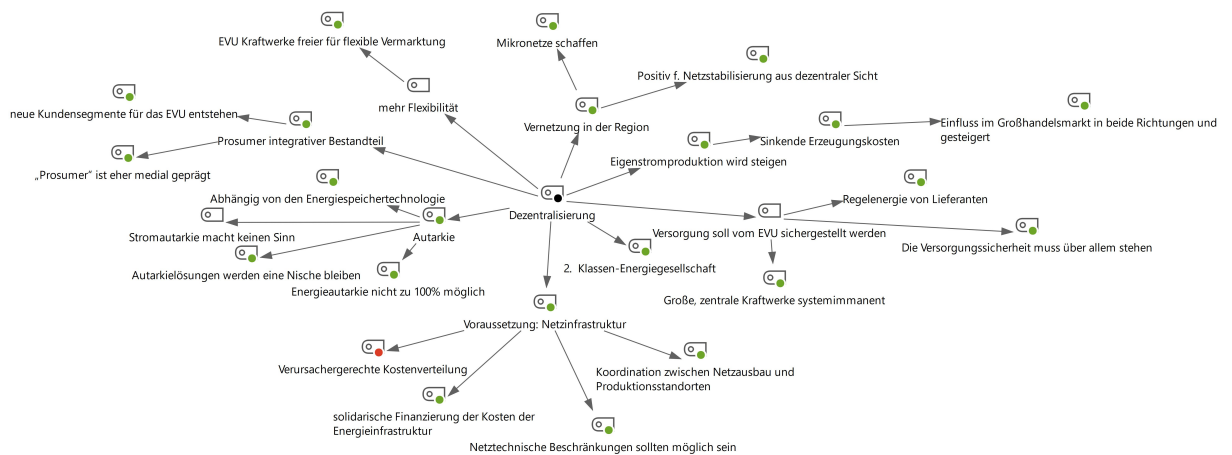 EVU Kraftwerke freier für flexible Vermarktung
Mikronetze schaffen
Positiv f. Netzstabilisierung aus dezentraler Sicht
neue Kundensegmente für das EVU entstehen
mehr Flexibilität
Vernetzung in der Region
Einfluss im Großhandelsmarkt in beide Richtungen und
gesteigert
Prosumer integrativer Bestandteil
Sinkende Erzeugungskosten
Eigenstromproduktion wird steigen
„Prosumer“ ist eher medial geprägt
Abhängig von den Energiespeichertechnologie
Regelenergie von Lieferanten
Dezentralisierung
Stromautarkie macht keinen Sinn
Autarkie
Versorgung soll vom EVU sichergestellt werden
Die Versorgungssicherheit muss über allem stehen
Autarkielösungen werden eine Nische bleiben
2. Klassen-Energiegesellschaft
Energieautarkie nicht zu 100% möglich
Große, zentrale Kraftwerke systemimmanent
Voraussetzung: Netzinfrastruktur
Verursachergerechte Kostenverteilung
Koordination zwischen Netzausbau und
Produktionsstandorten
solidarische Finanzierung der Kosten der
Energieinfrastruktur
Netztechnische Beschränkungen sollten möglich sein